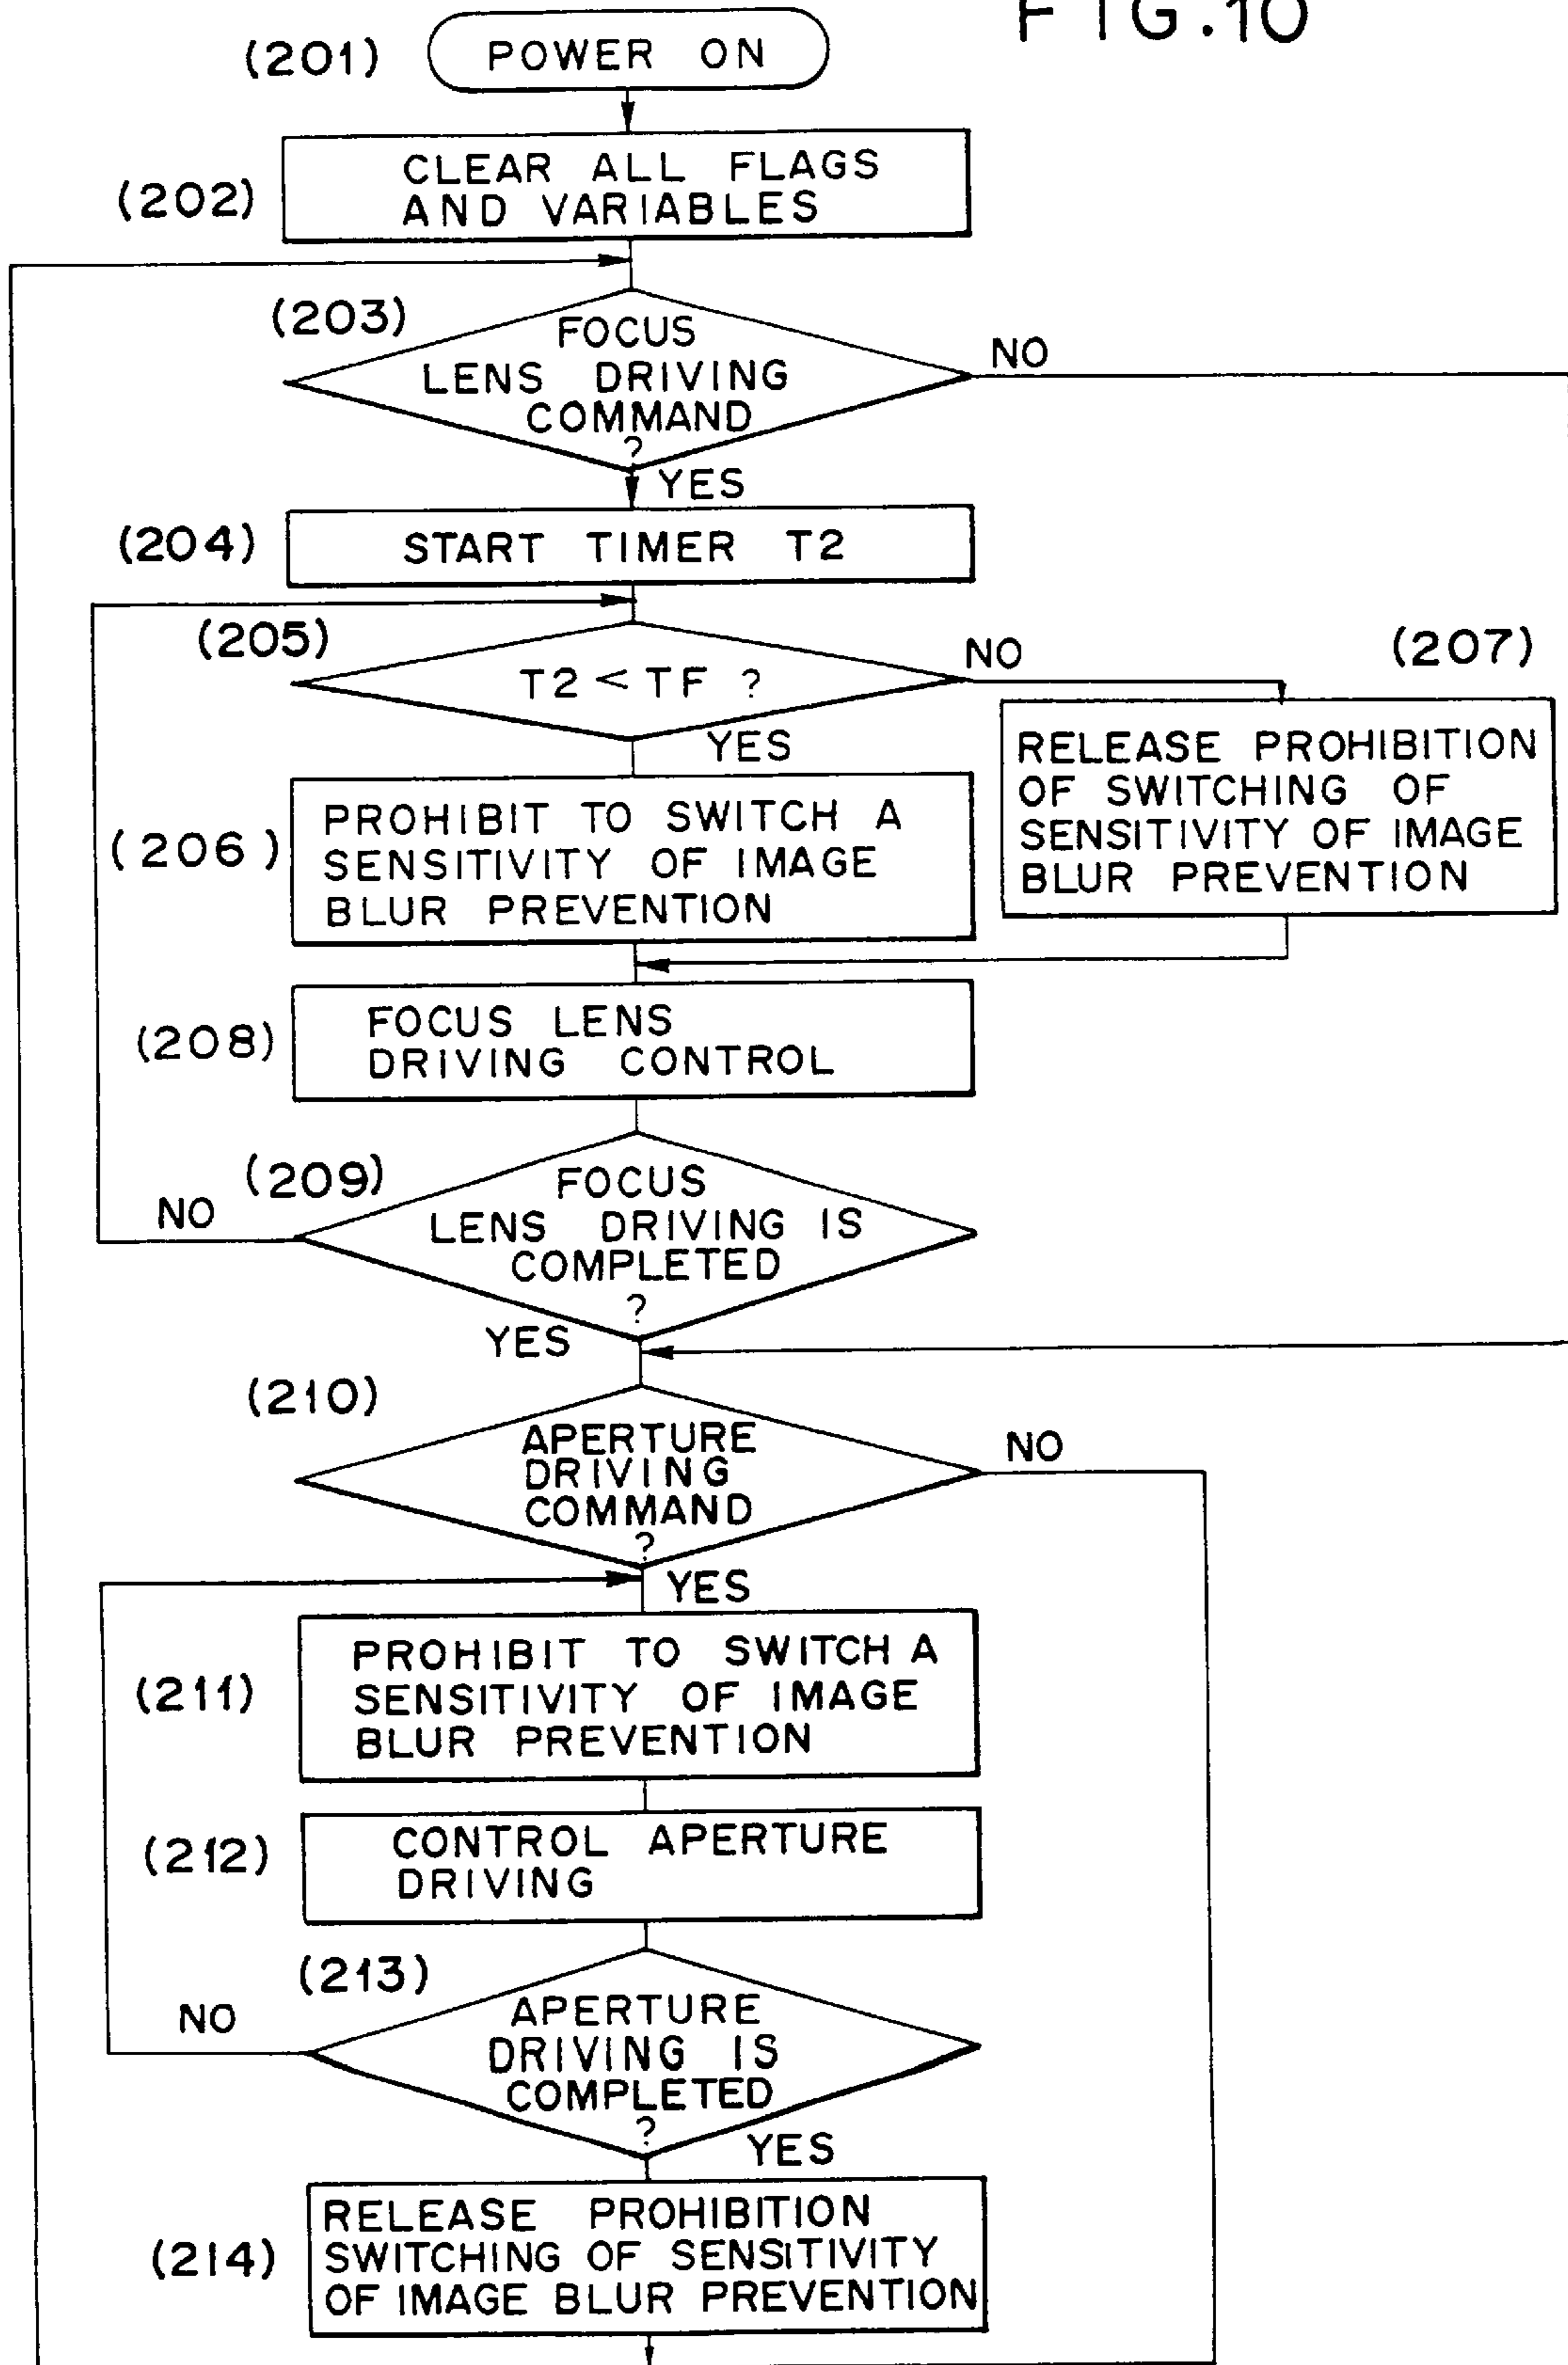 FIG.10
(201) POWER ON
(202) CLEAR ALL FLAGS
AND VARIABLES
(203) FOCUS
LENS DRIVING
COMMAND
?
NO
YES
(204) START TIMER T2
(205) T2 < TF ?
NO
YES
(207)
RELEASE PROHIBITION
OF SWITCHING OF
SENSITIVITY OF IMAGE
BLUR PREVENTION
(206) PROHIBIT TO SWITCH A
SENSITIVITY OF IMAGE
BLUR PREVENTION
(208) FOCUS LENS
DRIVING CONTROL
(209) FOCUS
LENS DRIVING IS
COMPLETED
?
NO
YES
(210) APERTURE
DRIVING
COMMAND
?
NO
YES
(211) PROHIBIT TO SWITCH A
SENSITIVITY OF IMAGE
BLUR PREVENTION
(212) CONTROL APERTURE
DRIVING
(213) APERTURE
DRIVING IS
COMPLETED
?
NO
YES
(214) RELEASE PROHIBITION
SWITCHING OF SENSITIVITY
OF IMAGE BLUR PREVENTION